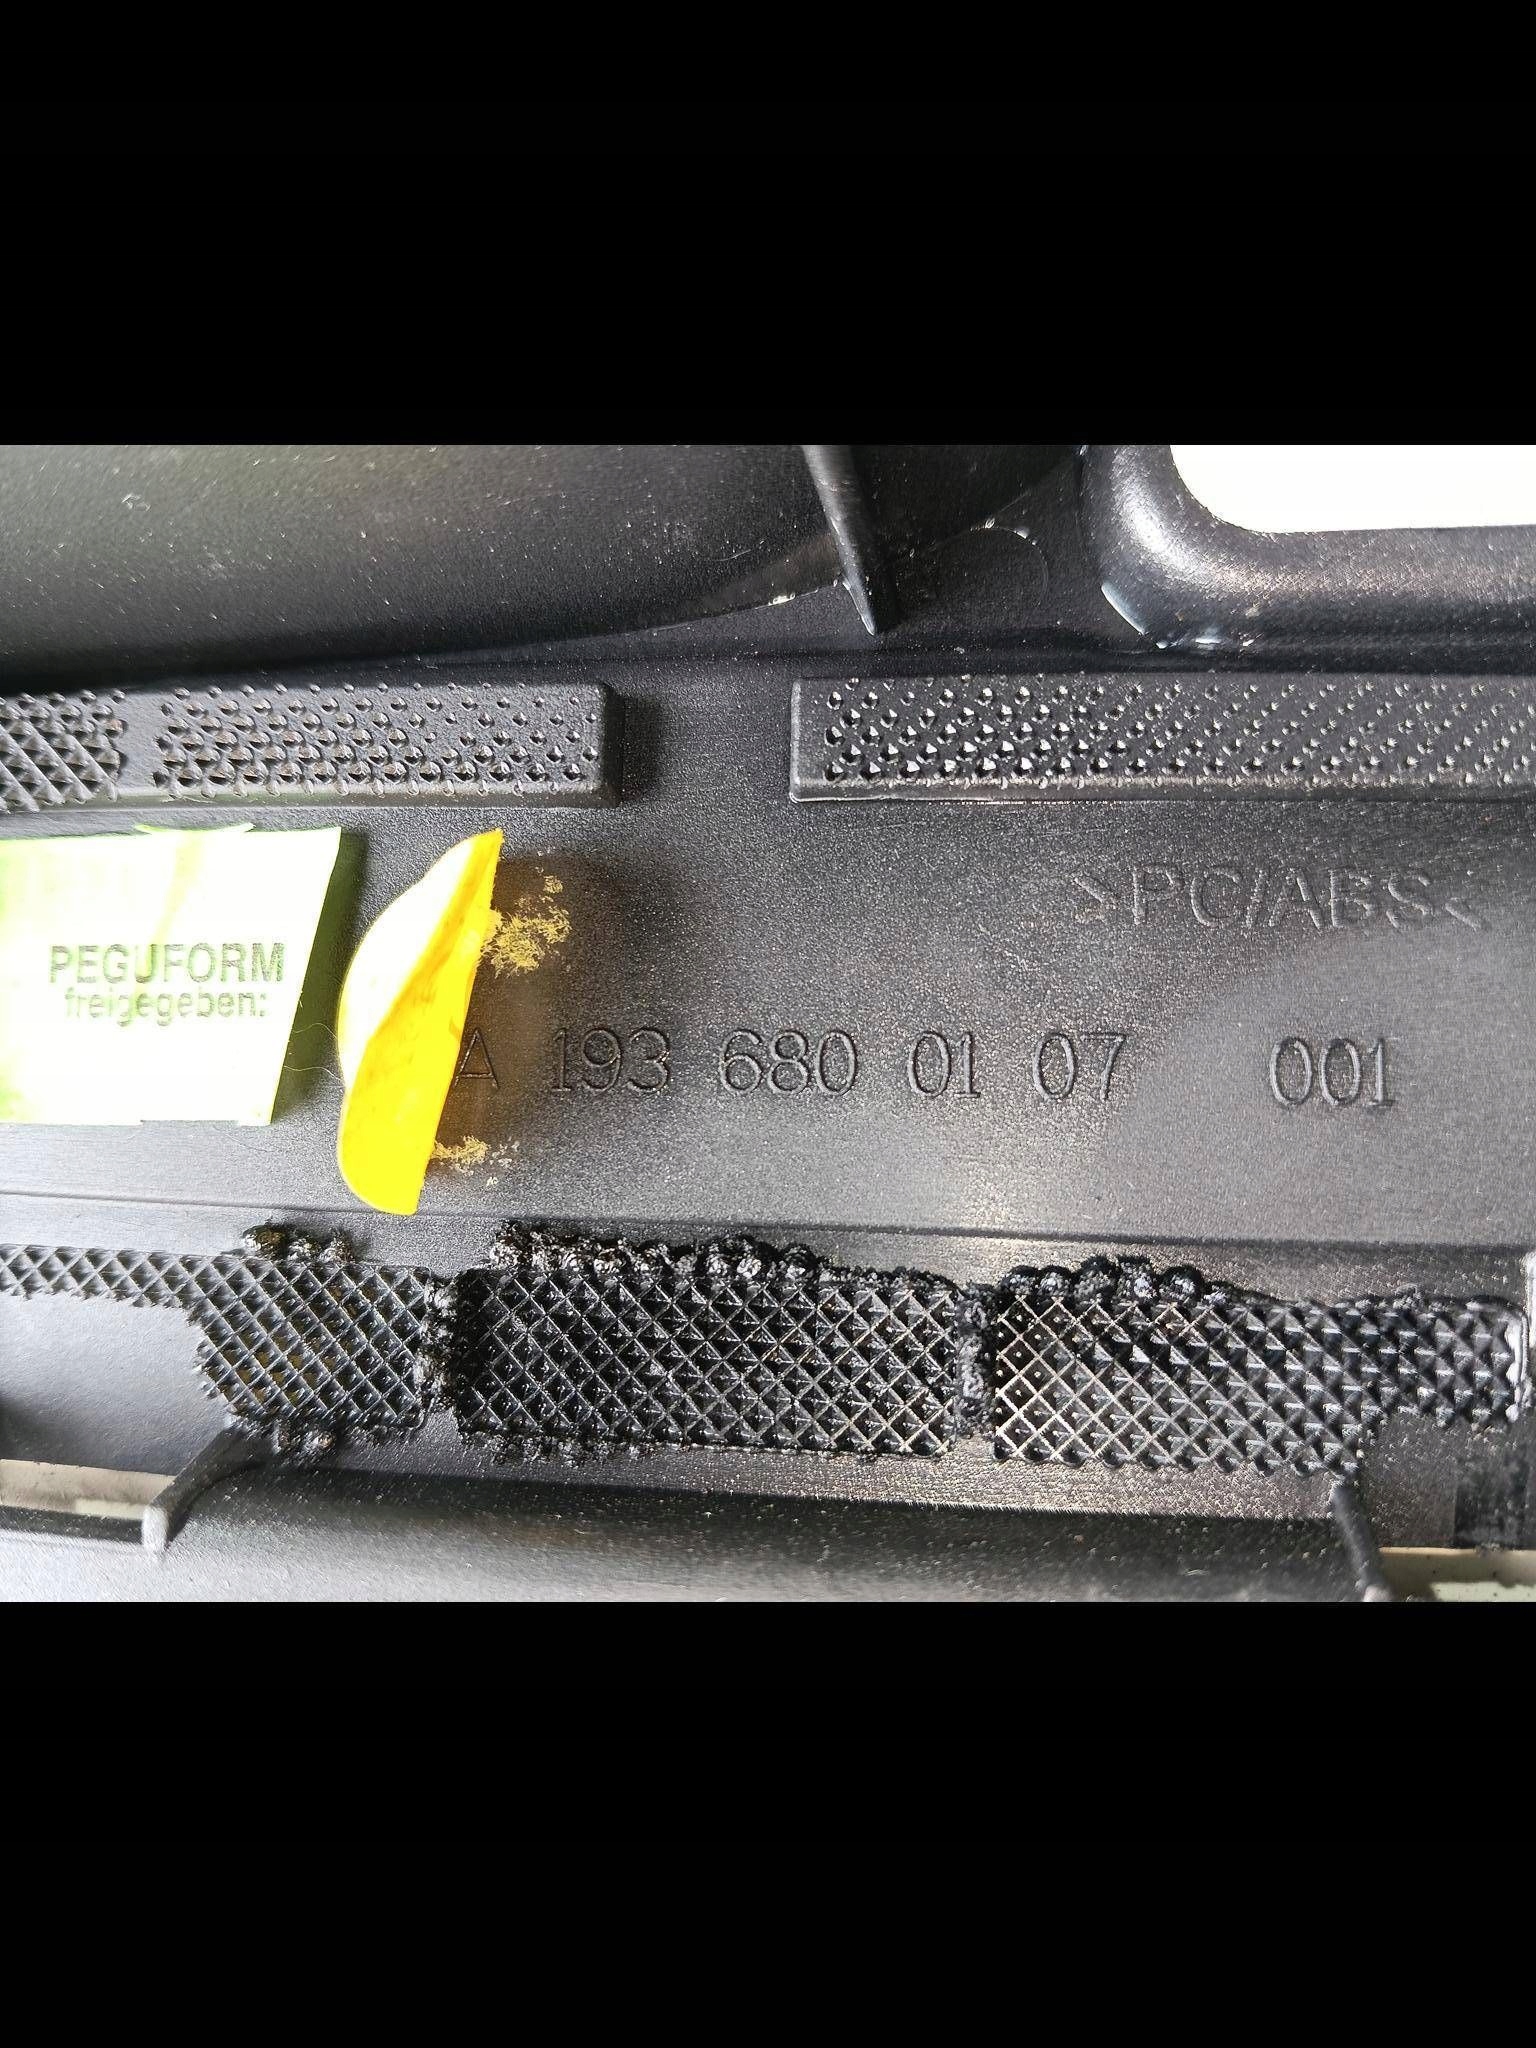 >PC/ABS<
PEGUFORM
freigegeben:
A 193 680 01 07 001